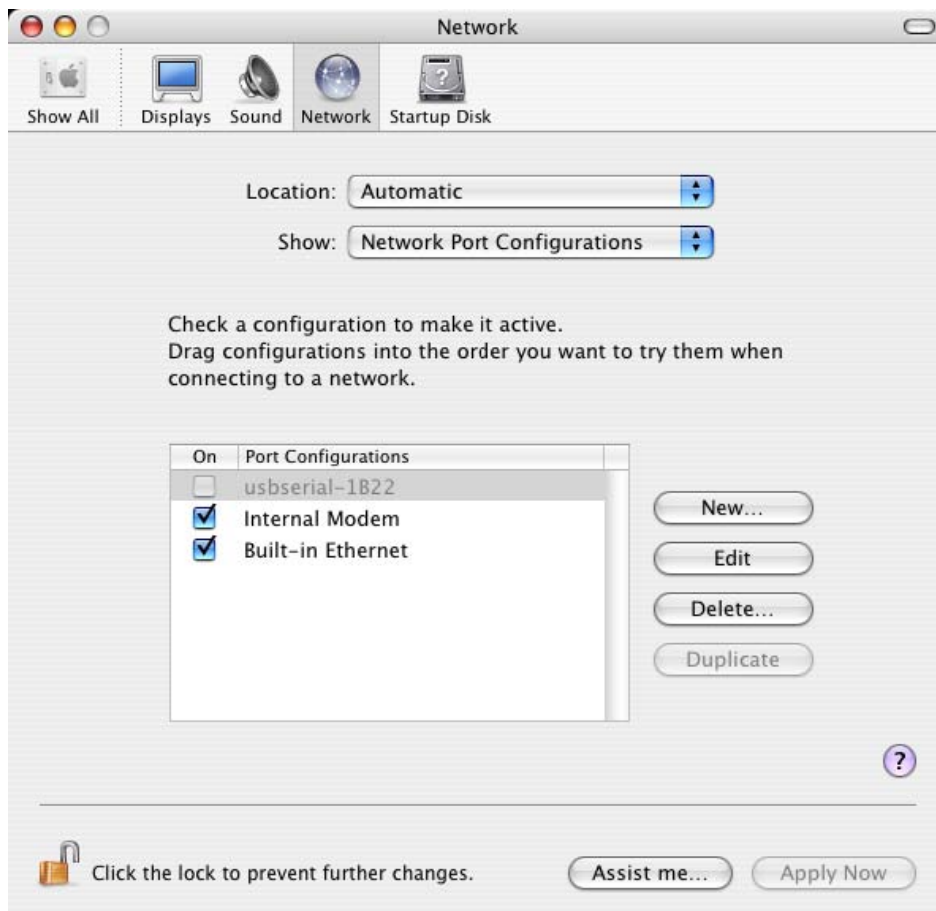 Network
Show All
Displays
Sound
Network
Startup Disk
Location: Automatic
Show: Network Port Configurations
Check a configuration to make it active.
Drag configurations into the order you want to try them when
connecting to a network.
On Port Configurations
usbserial-1B22
Internal Modem
Built-in Ethernet
New...
Edit
Delete...
Duplicate
?
Click the lock to prevent further changes.
Assist me...
Apply Now